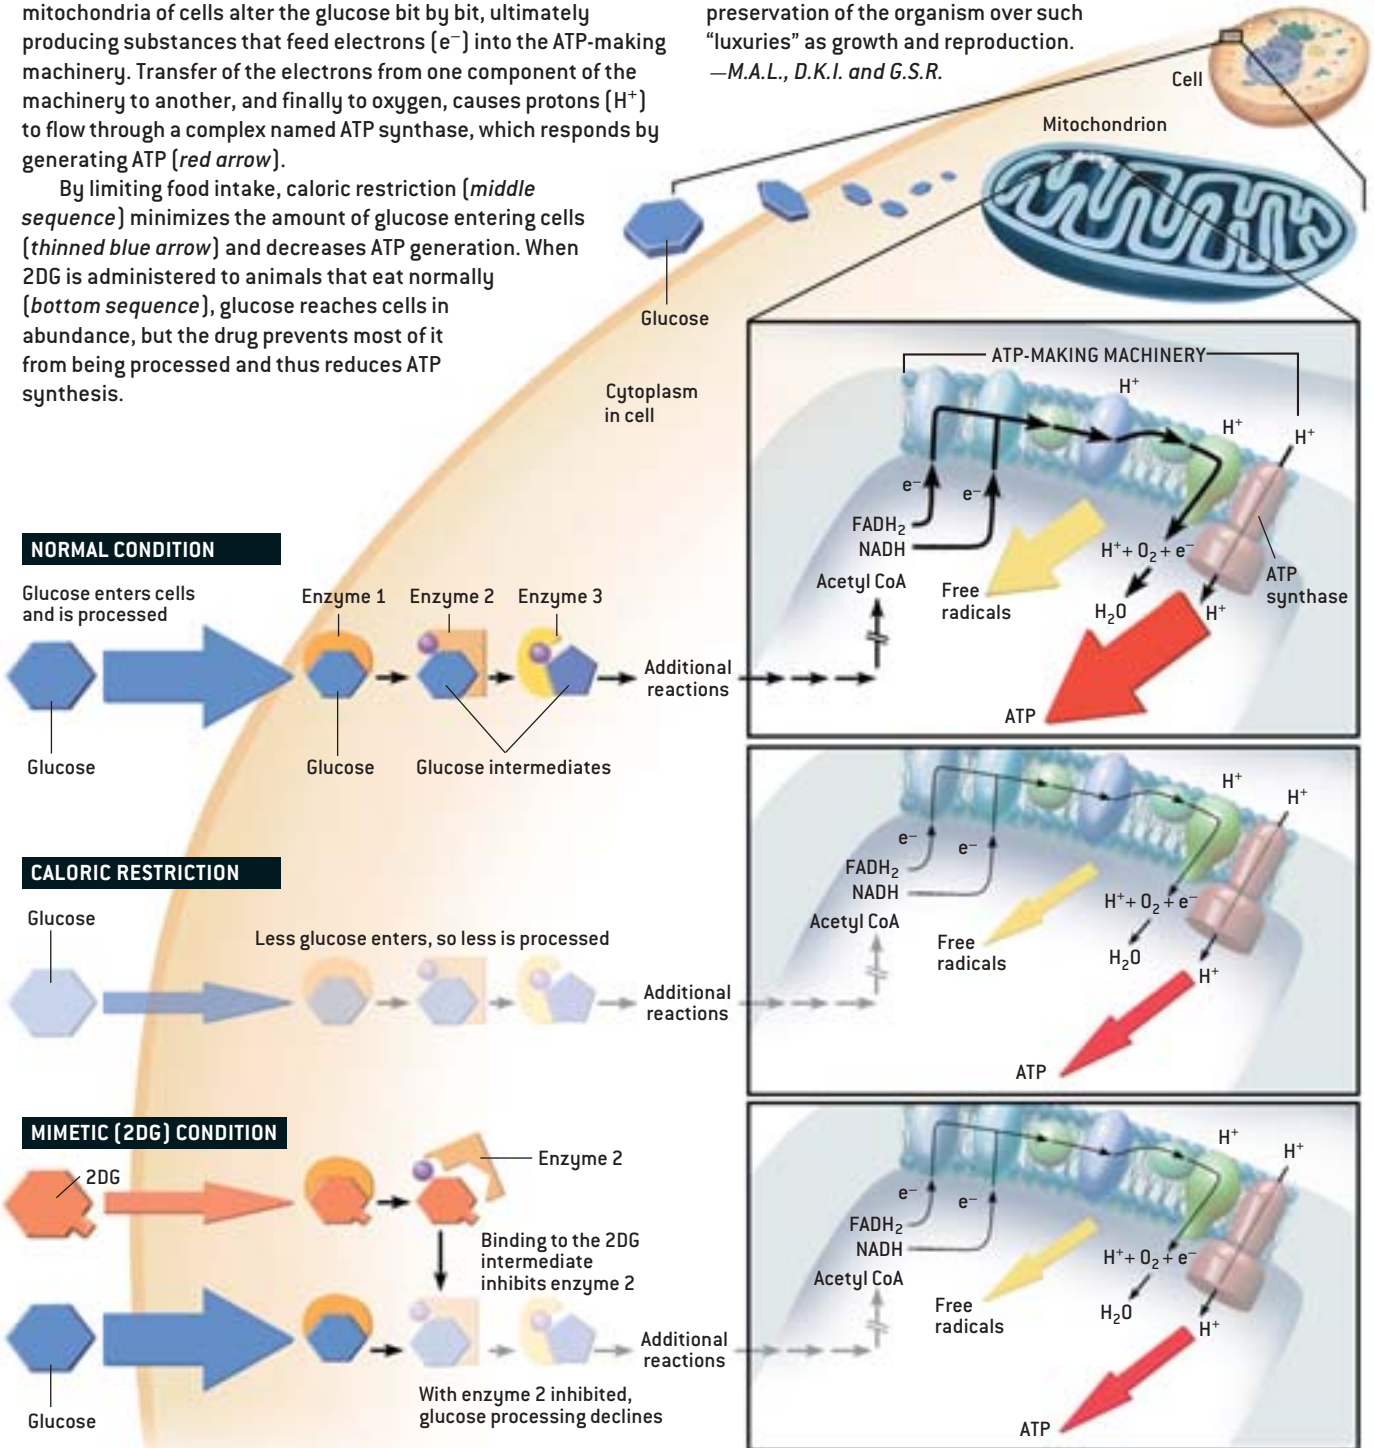 mitochondria of cells alter the glucose bit by bit, ultimately
producing substances that feed electrons (e⁻) into the ATP-making
machinery. Transfer of the electrons from one component of the
machinery to another, and finally to oxygen, causes protons (H⁺)
to flow through a complex named ATP synthase, which responds by
generating ATP (red arrow).
By limiting food intake, caloric restriction (middle
sequence) minimizes the amount of glucose entering cells
(thinned blue arrow) and decreases ATP generation. When
2DG is administered to animals that eat normally
(bottom sequence), glucose reaches cells in
abundance, but the drug prevents most of it
from being processed and thus reduces ATP
synthesis.
preservation of the organism over such
“luxuries” as growth and reproduction.
—M.A.L., D.K.I. and G.S.R.
Cell
Mitochondrion
Glucose
Cytoplasm
in cell
ATP-MAKING MACHINERY
H⁺
H⁺
H⁺
e⁻
e⁻
FADH₂
NADH
Acetyl CoA
Free
radicals
H⁺ + O₂ + e⁻
H₂O
H⁺
ATP
synthase
ATP
NORMAL CONDITION
Glucose enters cells
and is processed
Enzyme 1
Enzyme 2
Enzyme 3
Additional
reactions
Glucose
Glucose
Glucose intermediates
CALORIC RESTRICTION
Glucose
Less glucose enters, so less is processed
Additional
reactions
H⁺
H⁺
e⁻
e⁻
FADH₂
NADH
Acetyl CoA
Free
radicals
H⁺ + O₂ + e⁻
H₂O
H⁺
ATP
MIMETIC (2DG) CONDITION
2DG
Enzyme 2
Binding to the 2DG
intermediate
inhibits enzyme 2
Additional
reactions
With enzyme 2 inhibited,
glucose processing declines
Glucose
H⁺
H⁺
e⁻
e⁻
FADH₂
NADH
Acetyl CoA
Free
radicals
H⁺ + O₂ + e⁻
H₂O
H⁺
ATP